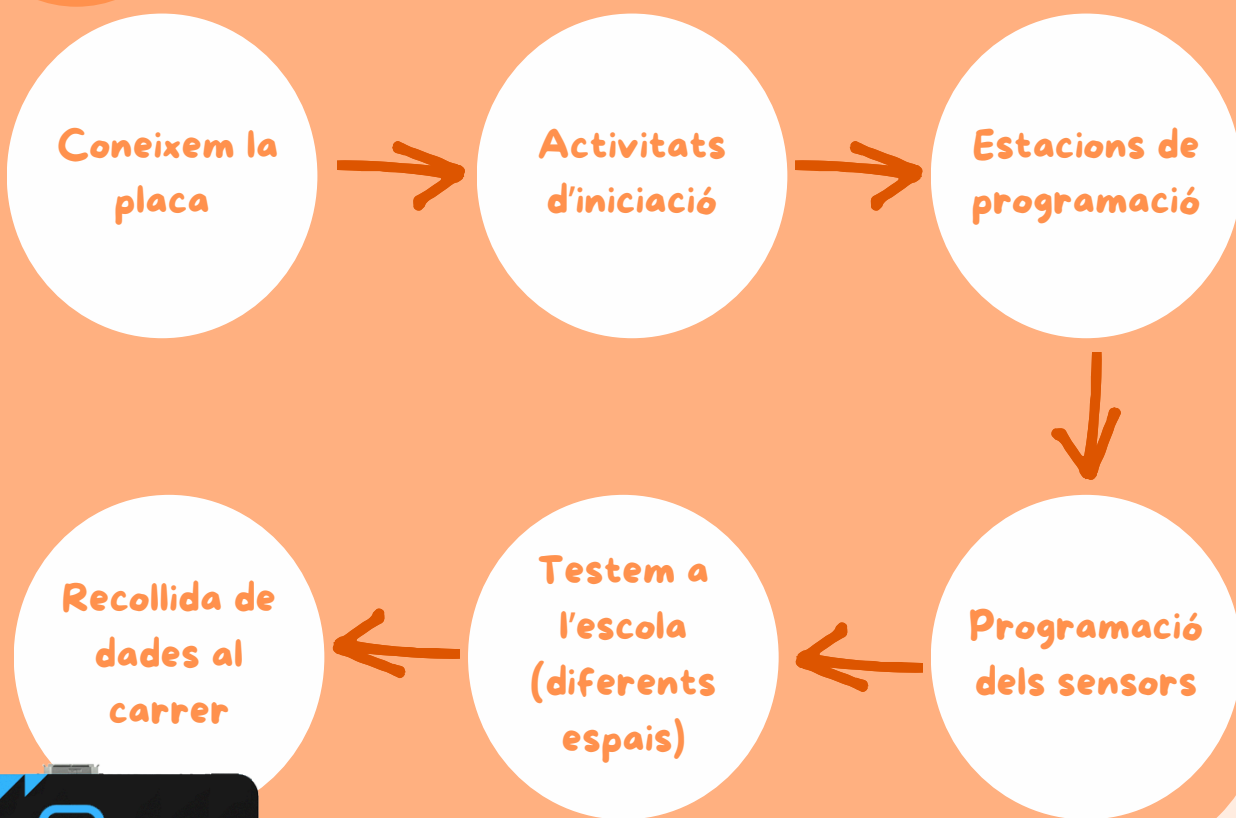 Coneixem la
placa
Activitats
d'iniciació
Estacions de
programació
Programació
dels sensors
Testem a
l'escola
(diferents
espais)
Recollida de
dades al
carrer